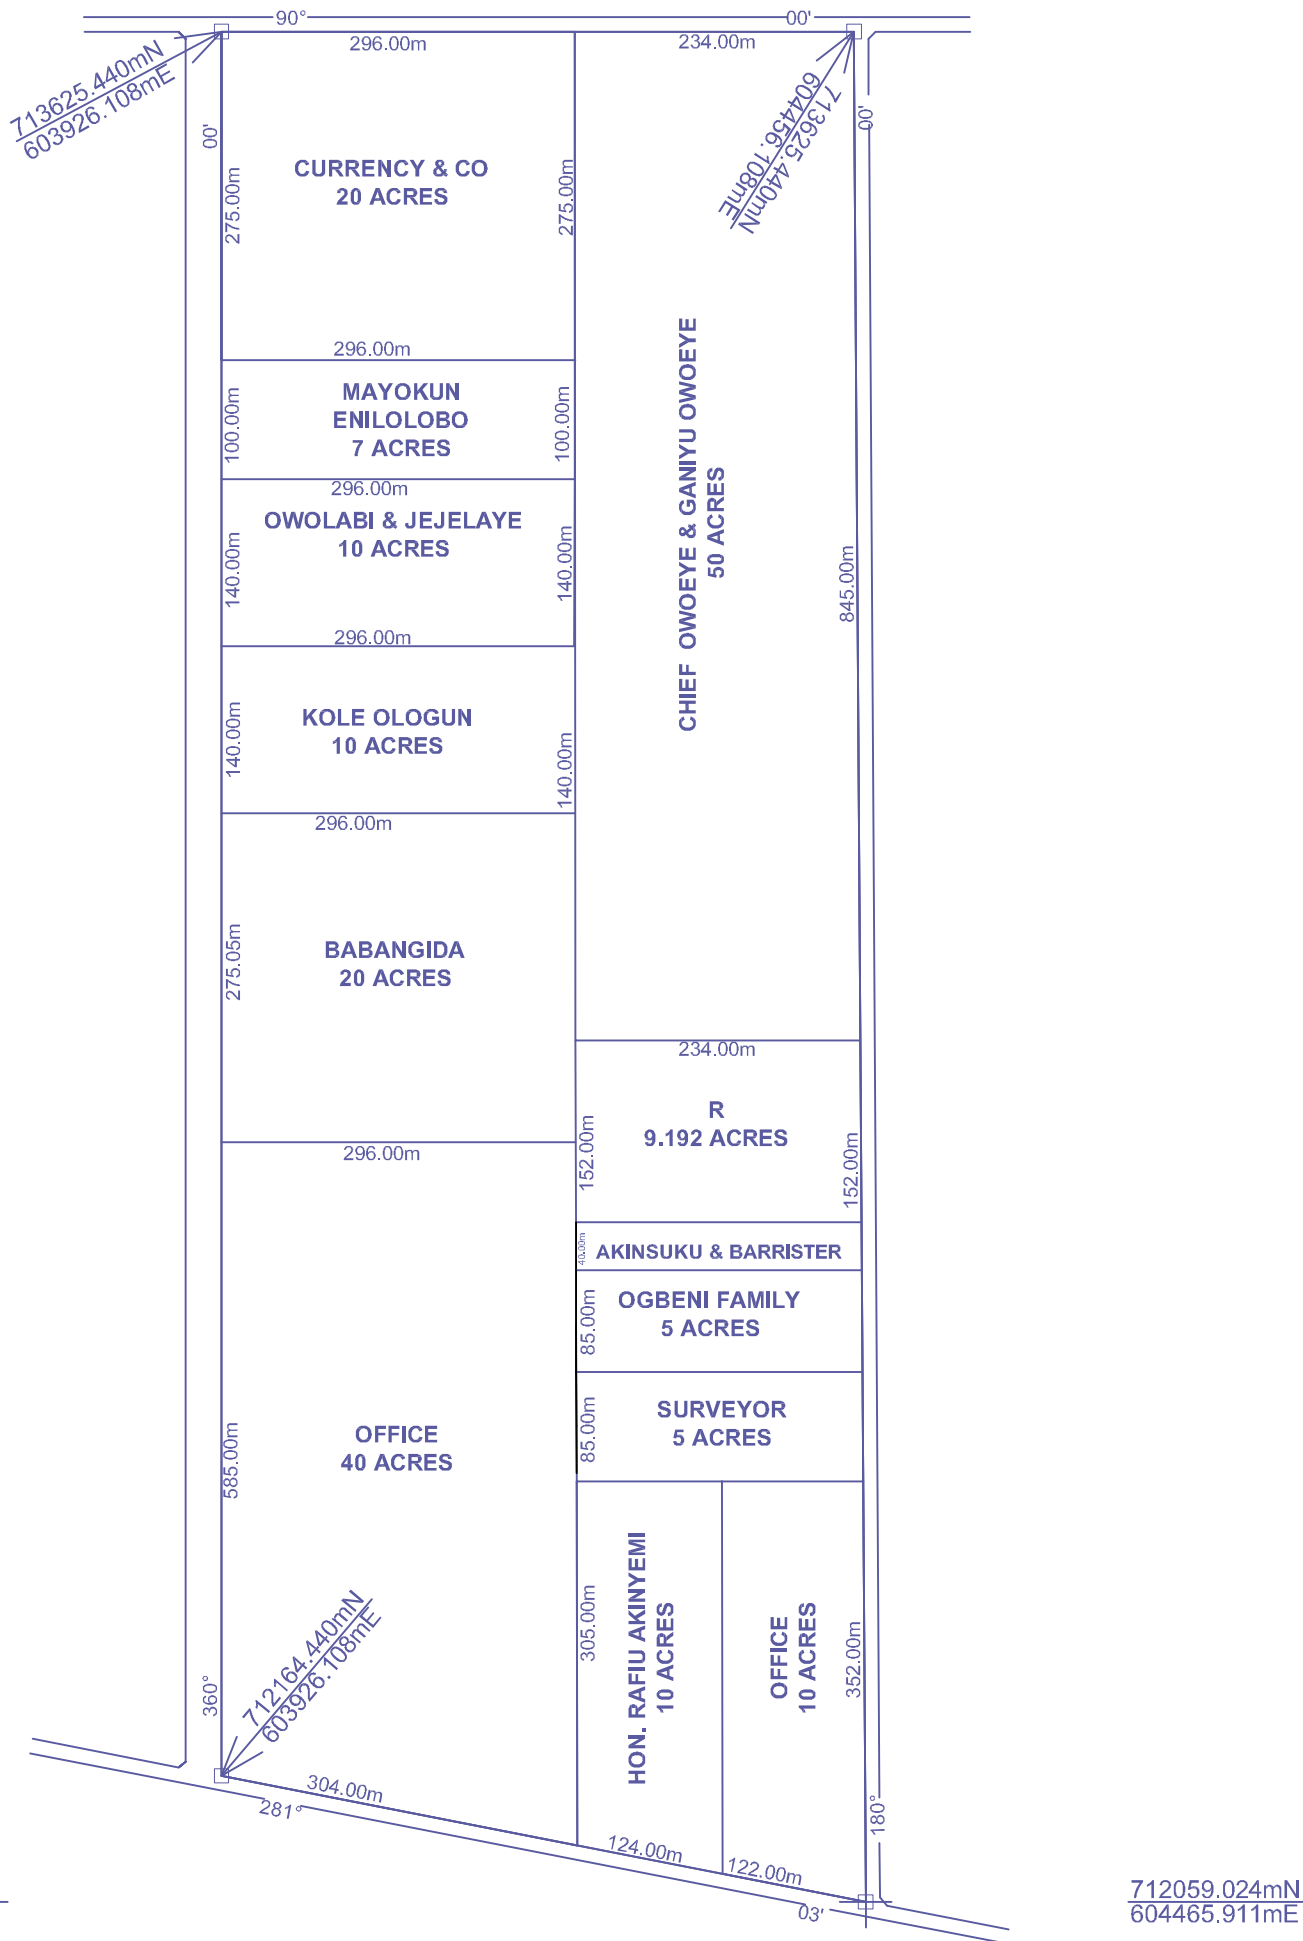 90°
00'
296.00m
234.00m
713625.440mN
603926.108mE
713625.440mN
604456.108mE
00'
00'
CURRENCY & CO
20 ACRES
275.00m
275.00m
296.00m
MAYOKUN
ENILOLOBO
7 ACRES
100.00m
100.00m
296.00m
OWOLABI & JEJELAYE
10 ACRES
140.00m
140.00m
296.00m
KOLE OLOGUN
10 ACRES
140.00m
140.00m
296.00m
CHIEF OWOEYE & GANIYU OWOEYE
50 ACRES
845.00m
BABANGIDA
20 ACRES
275.05m
296.00m
234.00m
R
9.192 ACRES
152.00m
152.00m
40.00m
AKINSUKU & BARRISTER
OGBENI FAMILY
5 ACRES
85.00m
SURVEYOR
5 ACRES
85.00m
OFFICE
40 ACRES
585.00m
HON. RAFIU AKINYEMI
10 ACRES
305.00m
OFFICE
10 ACRES
352.00m
712164.440mN
603926.108mE
360°
304.00m
281°
124.00m
122.00m
03'
180°
712059.024mN
604465.911mE